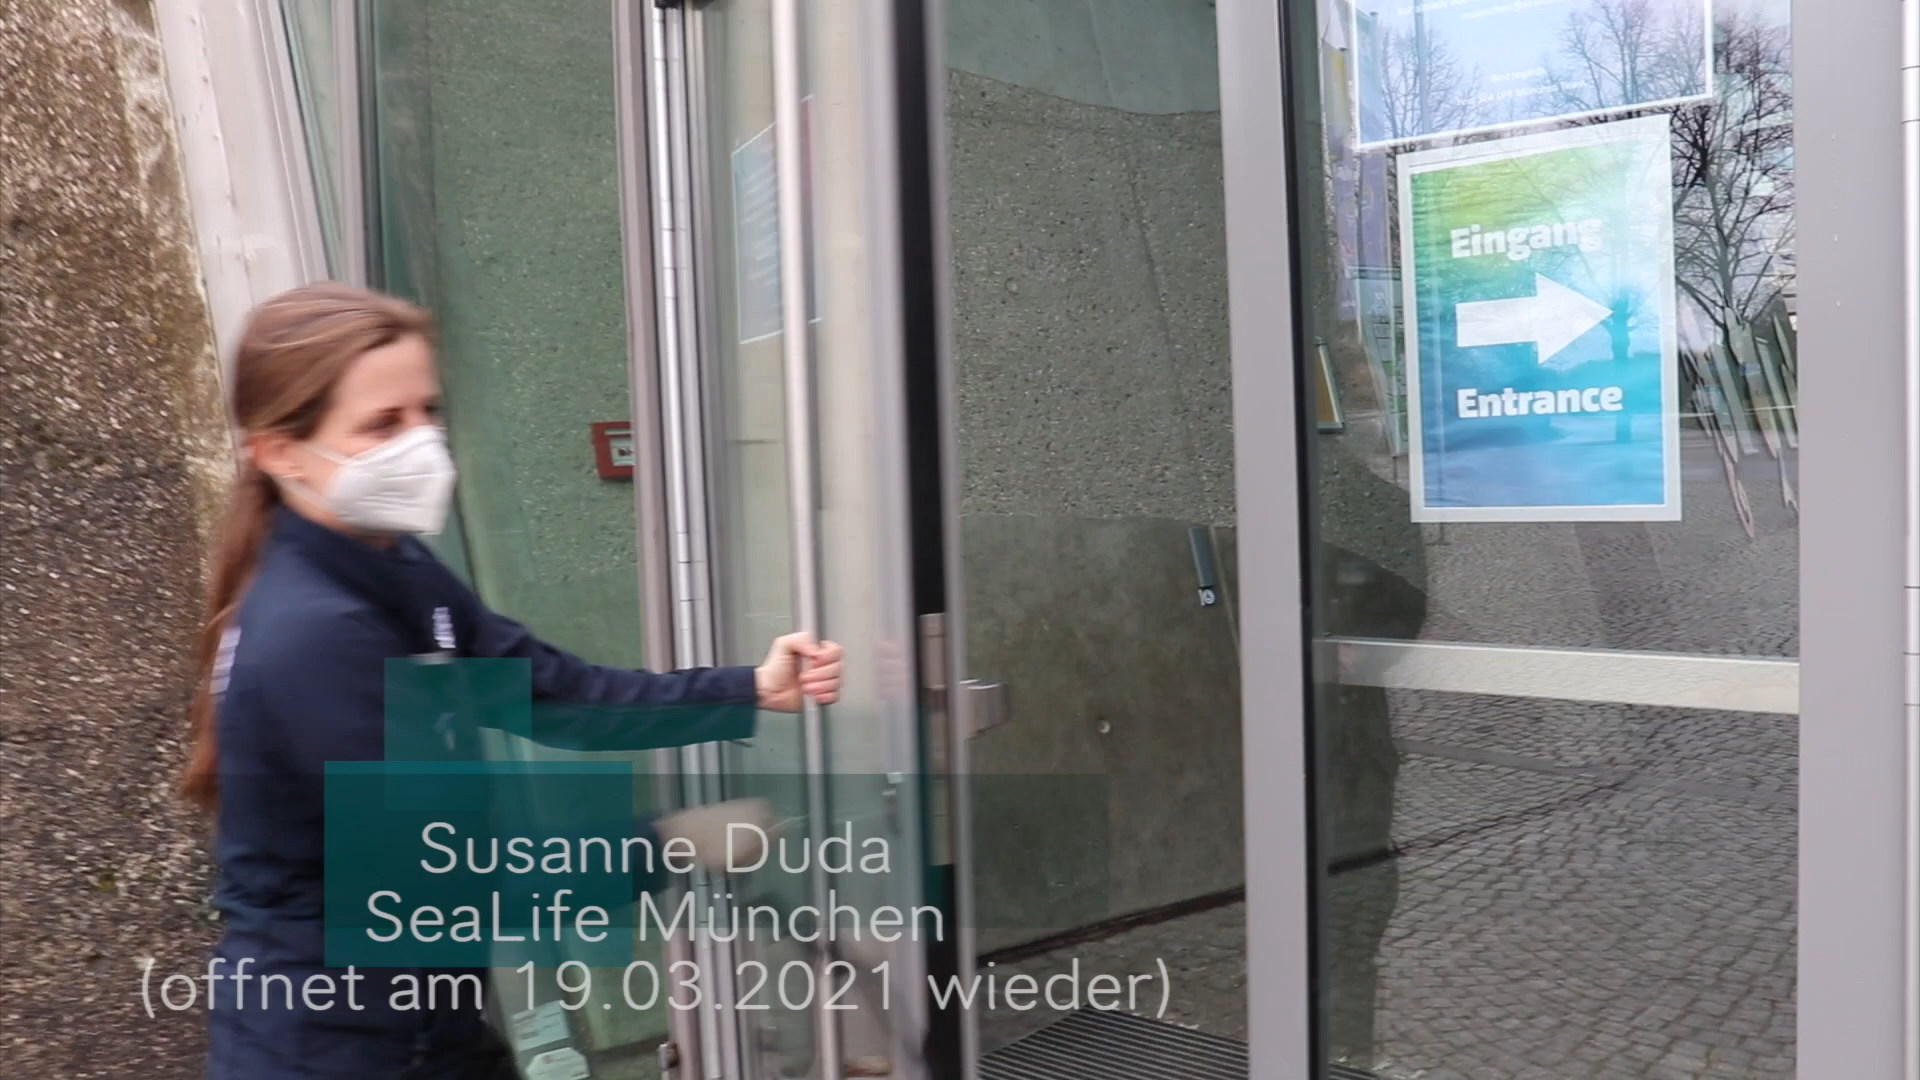 Eingang
Entrance
Susanne Duda
SeaLife München
(offnet am 19.03.2021 wieder)